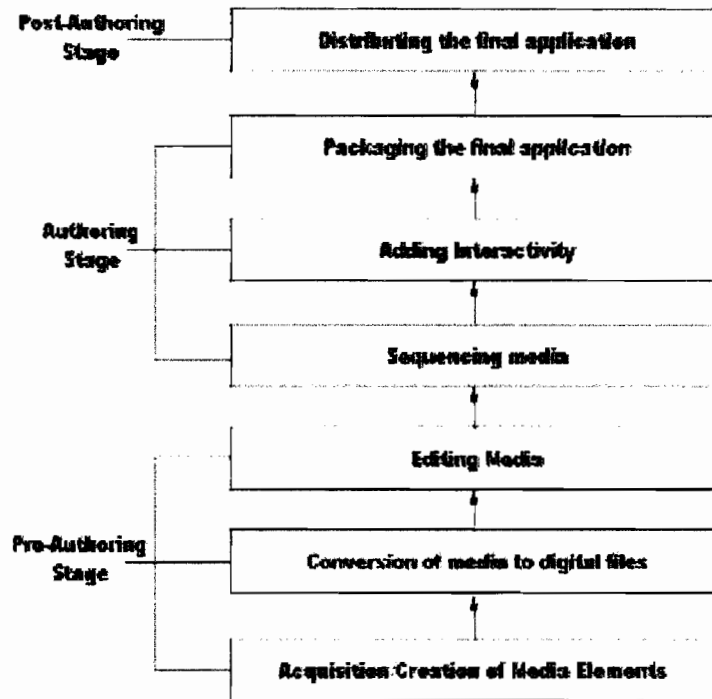 Post-Authoring
Stage
Distributing the final application
Packaging the final application
Authoring
Stage
Adding Interactivity
Sequencing media
Editing Media
Pre-Authoring
Stage
Conversion of media to digital files
Acquisition Creation of Media Elements